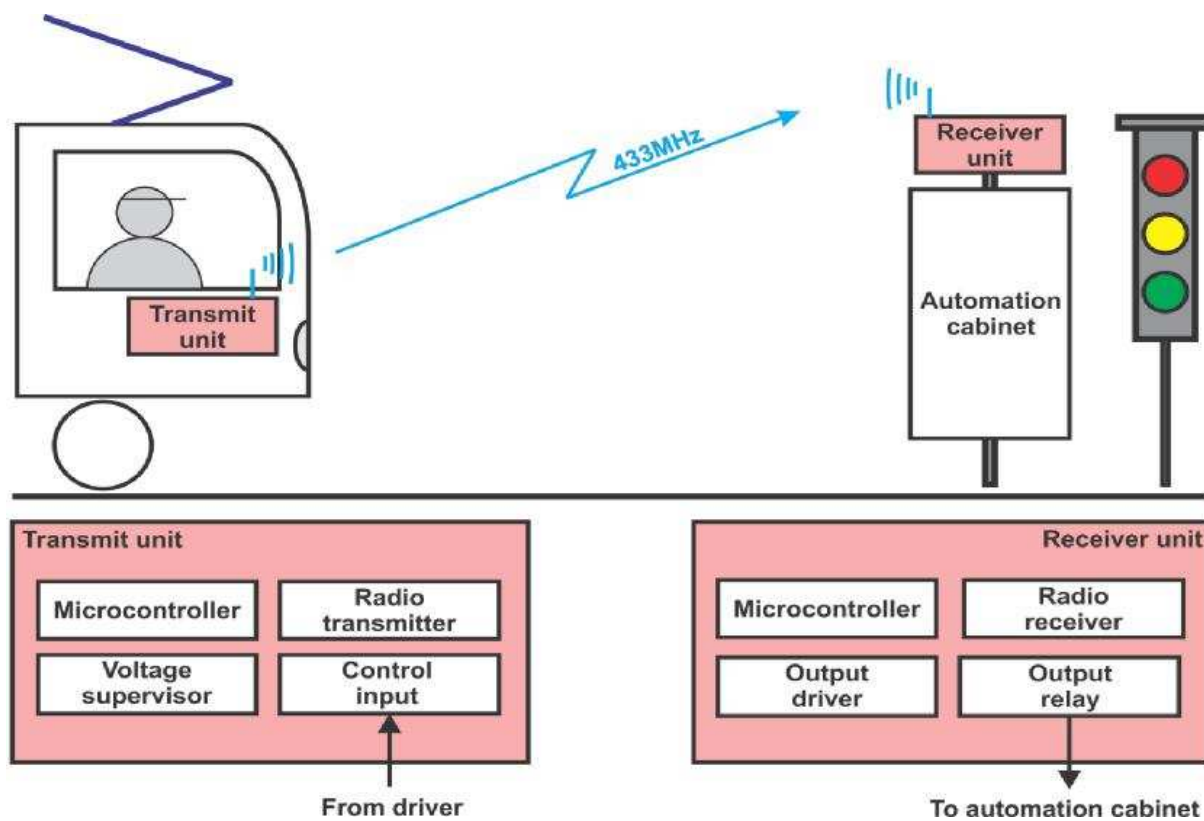 433MHz
Receiver
unit
Transmit
unit
Automation
cabinet
Transmit unit
Microcontroller
Radio
transmitter
Voltage
supervisor
Control
input
From driver
Receiver unit
Microcontroller
Radio
receiver
Output
driver
Output
relay
To automation cabinet